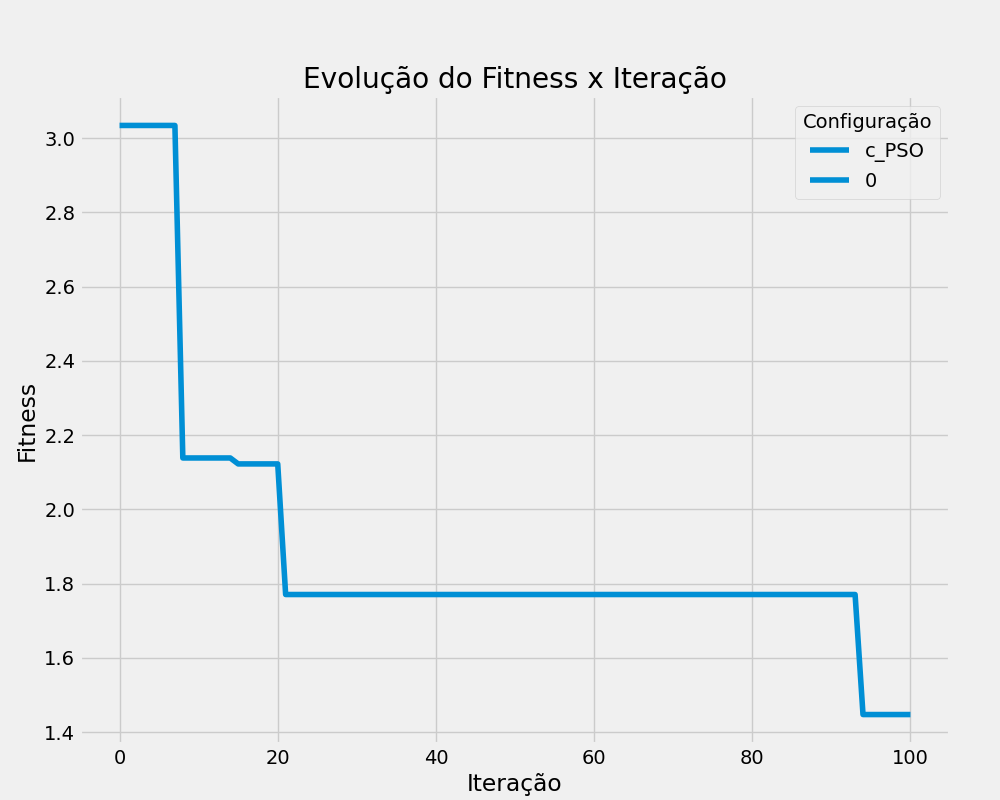 Evolução do Fitness x Iteração
Configuração
c_PSO
0
Fitness
3.0
2.8
2.6
2.4
2.2
2.0
1.8
1.6
1.4
0 20 40 60 80 100
Iteração